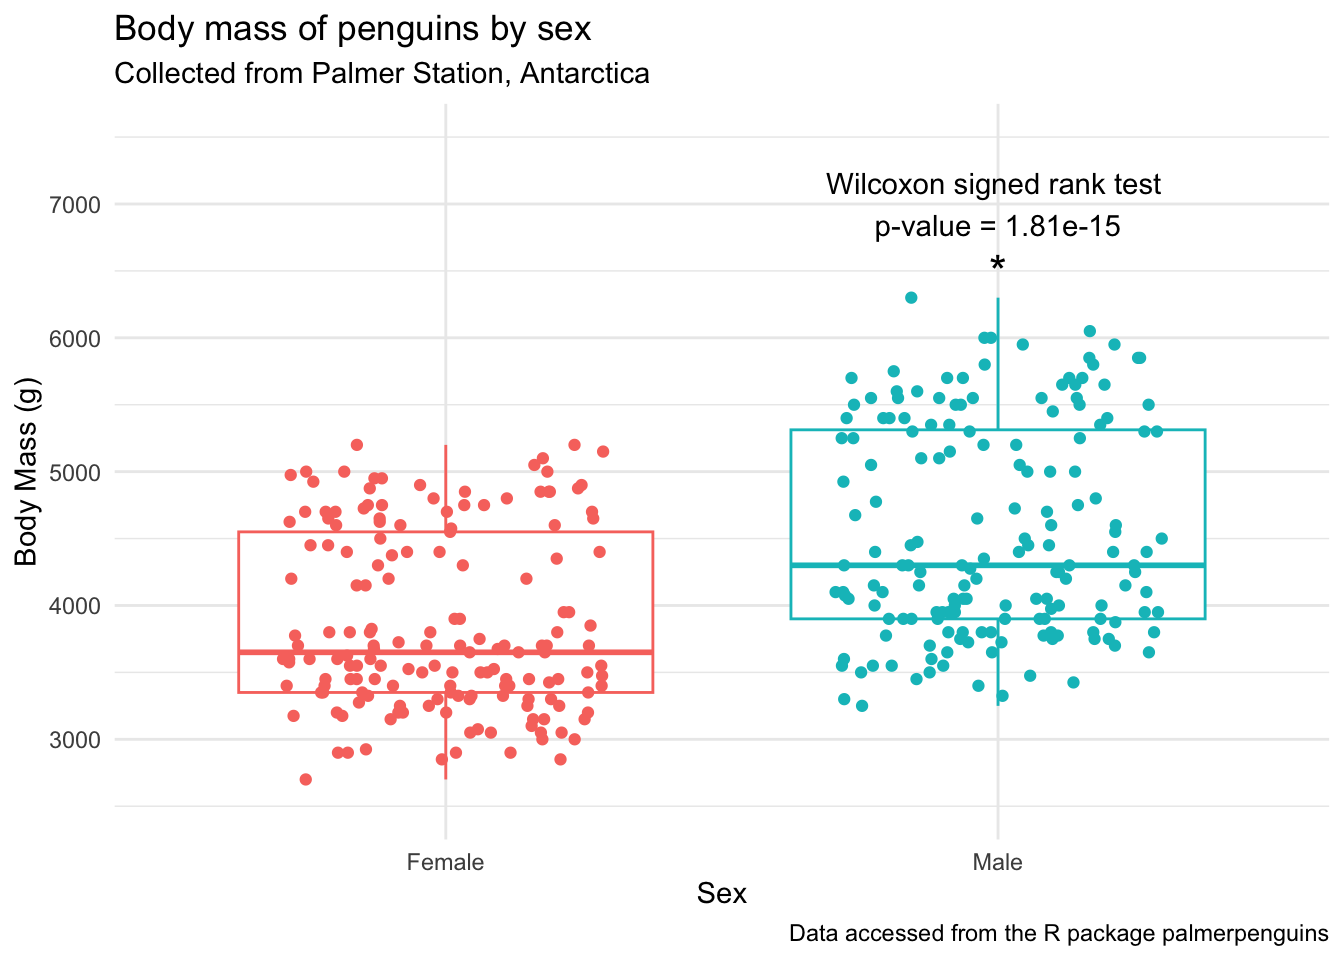 Body mass of penguins by sex
Collected from Palmer Station, Antarctica
Wilcoxon signed rank test
p-value = 1.81e-15
*
7000
6000
5000
4000
3000
Body Mass (g)
Female
Male
Sex
Data accessed from the R package palmerpenguins